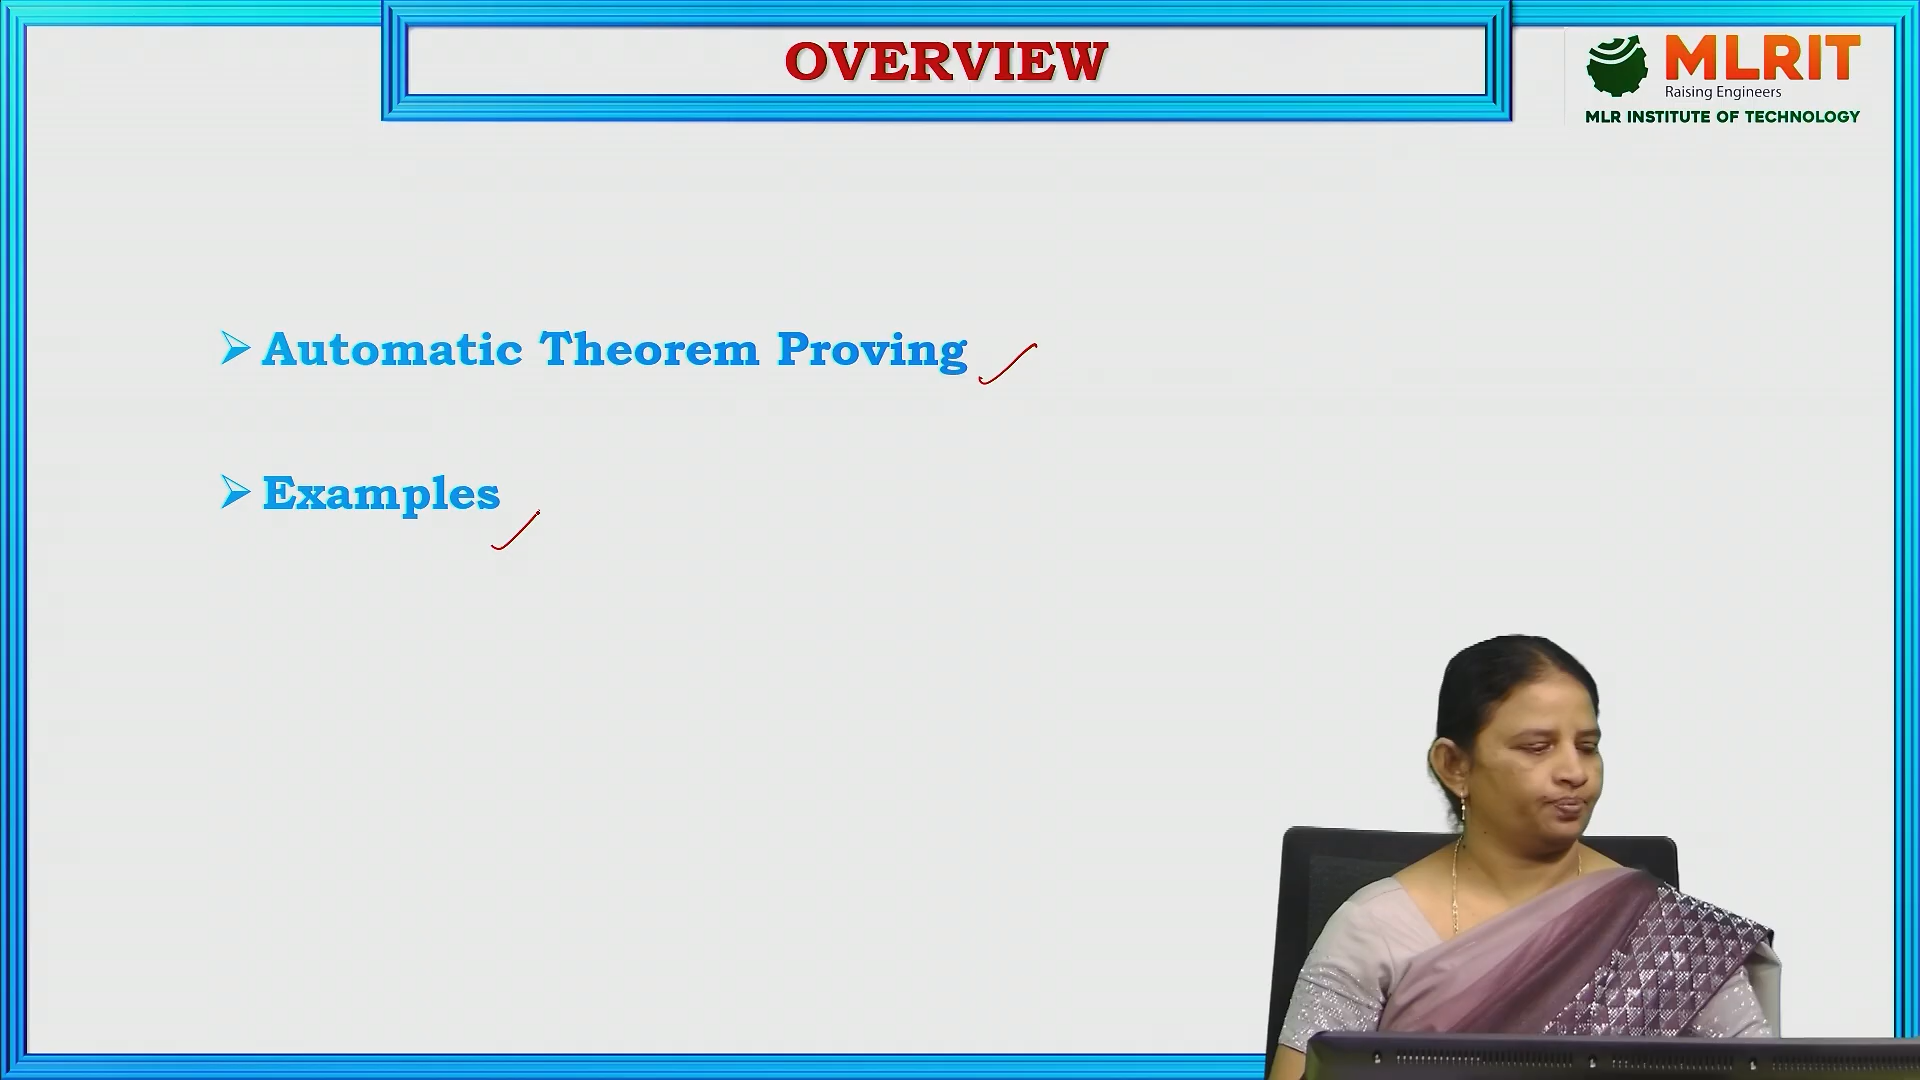 OVERVIEW
MLRIT
Raising Engineers
MLR INSTITUTE OF TECHNOLOGY
Automatic Theorem Proving
Examples